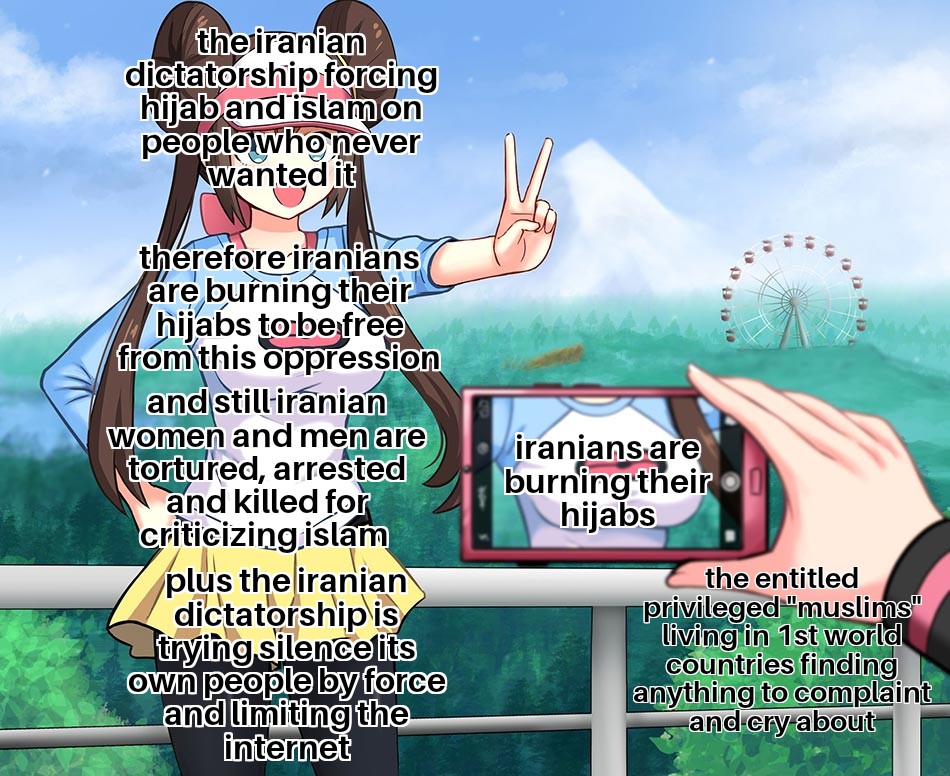 the iranian
dictatorship forcing
hijab and islam on
people who never
wanted it
therefore iranians
are burning their
hijabs to be free
from this oppression
and still iranian
women and men are
tortured, arrested
and killed for
criticizing islam
plus the iranian
dictatorship is
trying silence its
own people by force
and limiting the
internet
iranians are
burning their
hijabs
the entitled
privileged "muslims"
living in 1st world
countries finding
anything to complaint
and cry about